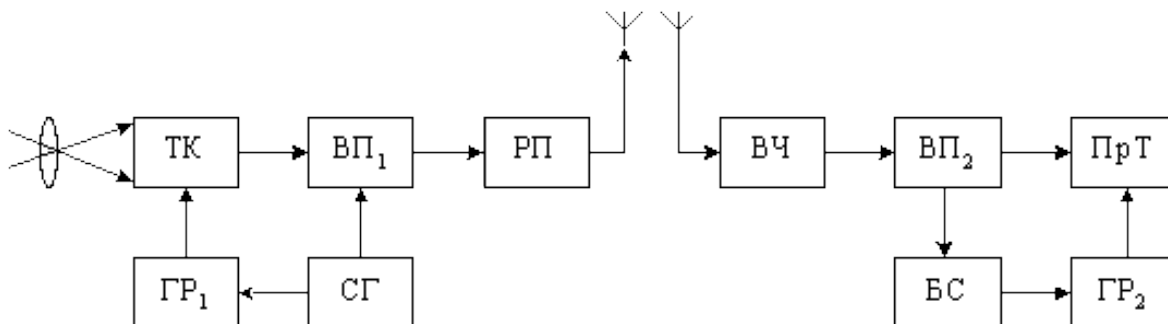 ТК ВП₁ РП ВЧ ВП₂ ПрТ
ГР₁ СГ БС ГР₂